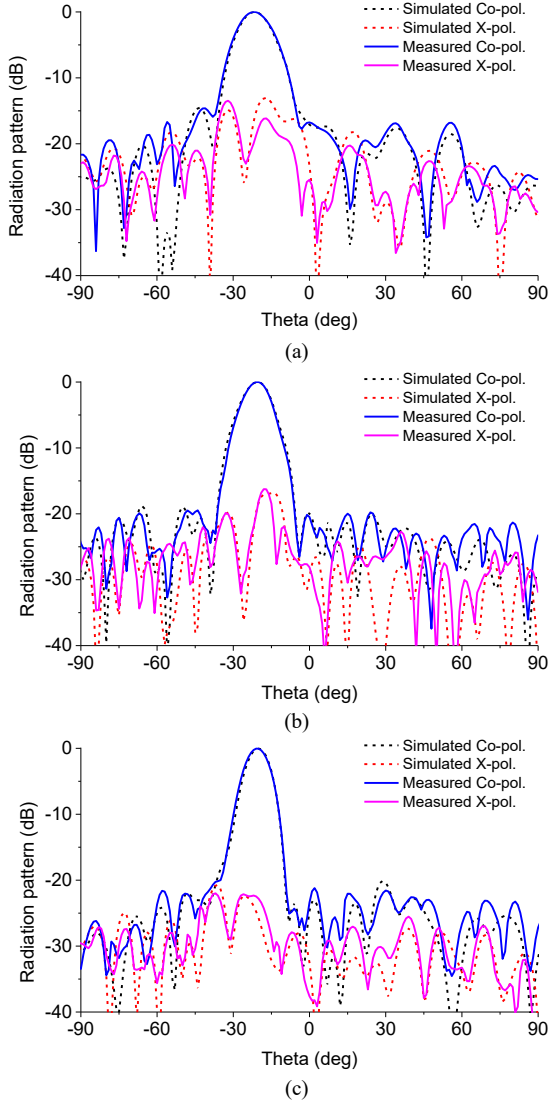 Simulated Co-pol.
Simulated X-pol.
Measured Co-pol.
Measured X-pol.
0
-10
-20
-30
-40
Radiation pattern (dB)
-90 -60 -30 0 30 60 90
Theta (deg)
(a)
Simulated Co-pol.
Simulated X-pol.
Measured Co-pol.
Measured X-pol.
0
-10
-20
-30
-40
Radiation pattern (dB)
-90 -60 -30 0 30 60 90
Theta (deg)
(b)
Simulated Co-pol.
Simulated X-pol.
Measured Co-pol.
Measured X-pol.
0
-10
-20
-30
-40
Radiation pattern (dB)
-90 -60 -30 0 30 60 90
Theta (deg)
(c)